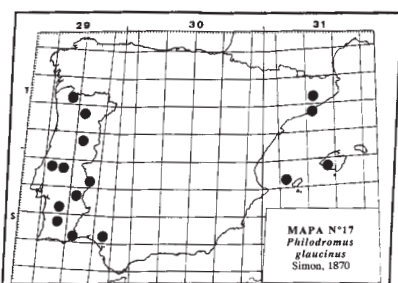 29 30 31
T
S
MAPA N°17
Philodromus
glaucinus
Simon, 1870